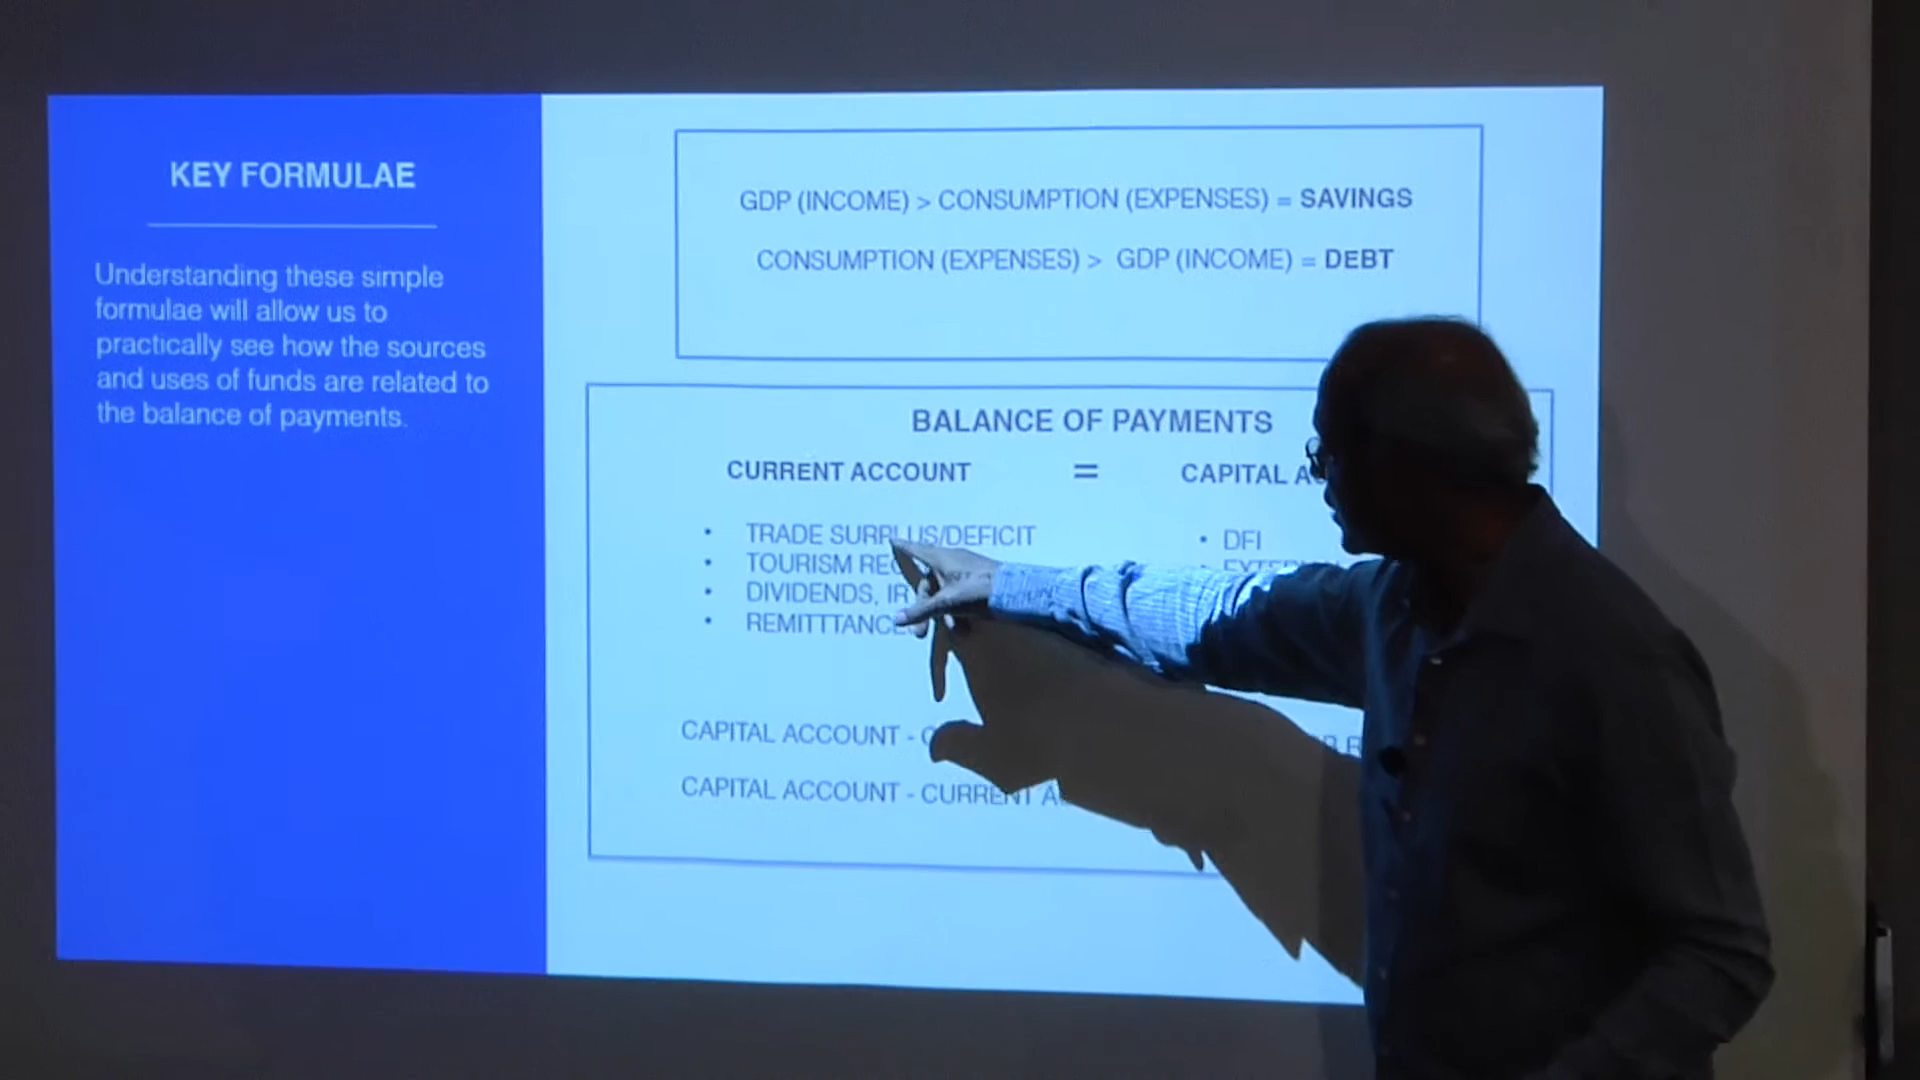 KEY FORMULAE
Understanding these simple
formulae will allow us to
practically see how the sources
and uses of funds are related to
the balance of payments.
GDP (INCOME) > CONSUMPTION (EXPENSES) = SAVINGS
CONSUMPTION (EXPENSES) > GDP (INCOME) = DEBT
BALANCE OF PAYMENTS
CURRENT ACCOUNT = CAPITAL
• TRADE SURPLUS/DEFICIT
• TOURISM
• DIVIDENDS,
• REMITTTANCES
• DFI
CAPITAL ACCOUNT -
CAPITAL ACCOUNT - CURRENT